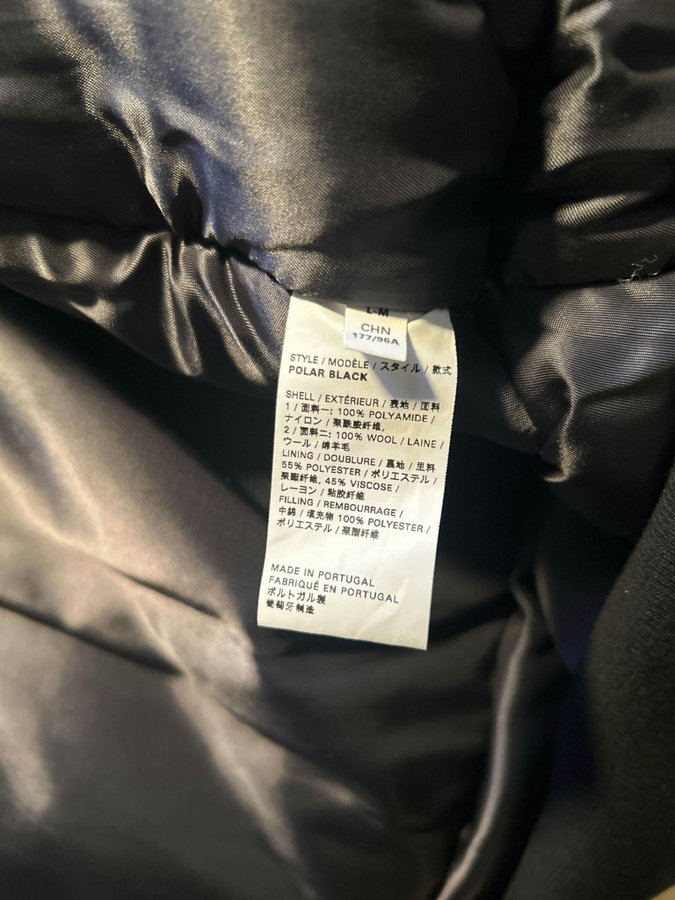 L-M
CHN
177/96A
STYLE / MODÈLE / スタイル / 款式
POLAR BLACK
SHELL / EXTÉRIEUR / 表地 / 面料
1 / 面料一: 100% POLYAMIDE /
ナイロン / 聚酰胺纤维,
2 / 面料二: 100% WOOL / LAINE /
ウール / 绵羊毛
LINING / DOUBLURE / 裏地 / 里料
55% POLYESTER / ポリエステル /
聚酯纤维, 45% VISCOSE /
レーヨン / 粘胶纤维
FILLING / REMBOURRAGE /
中綿 / 填充物 100% POLYESTER /
ポリエステル / 聚酯纤维
MADE IN PORTUGAL
FABRIQUÉ EN PORTUGAL
ポルトガル製
葡萄牙制造